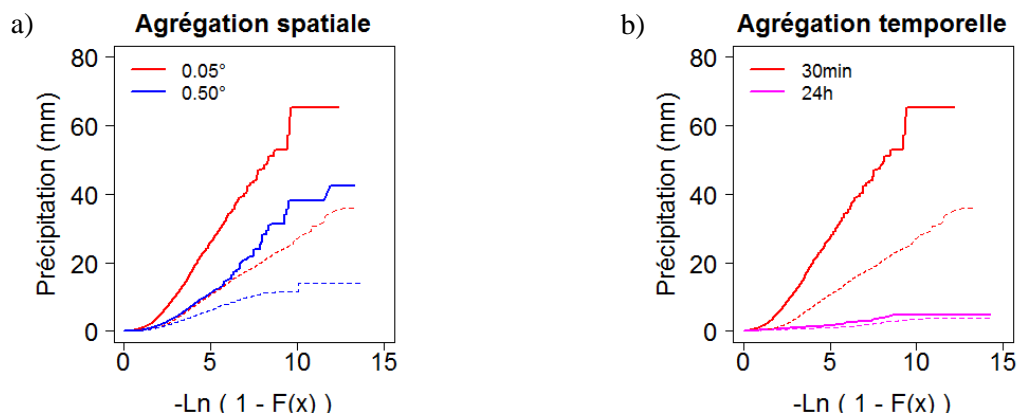 a)
Agrégation spatiale
0.05°
0.50°
Précipitation (mm)
80
60
40
20
0
0 5 10 15
-Ln ( 1 - F(x) )
b)
Agrégation temporelle
30min
24h
Précipitation (mm)
80
60
40
20
0
0 5 10 15
-Ln ( 1 - F(x) )